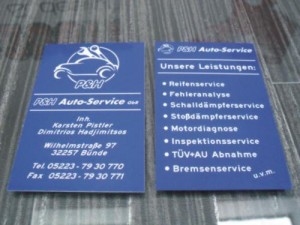 P&H
P&H Auto-Service GbR
Inh.
Karsten Pistler
Dimitrios Hadjimitsos
Wilhelmstraße 97
32257 Bünde
Tel. 05223 - 79 30 770
Fax 05223 - 79 30 771
P&H Auto-Service
Unsere Leistungen:
• Reifenservice
• Fehleranalyse
• Schalldämpferservice
• Stoßdämpferservice
• Motordiagnose
• Inspektionsservice
• TÜV+AU Abnahme
• Bremsenservice
u.v.m.